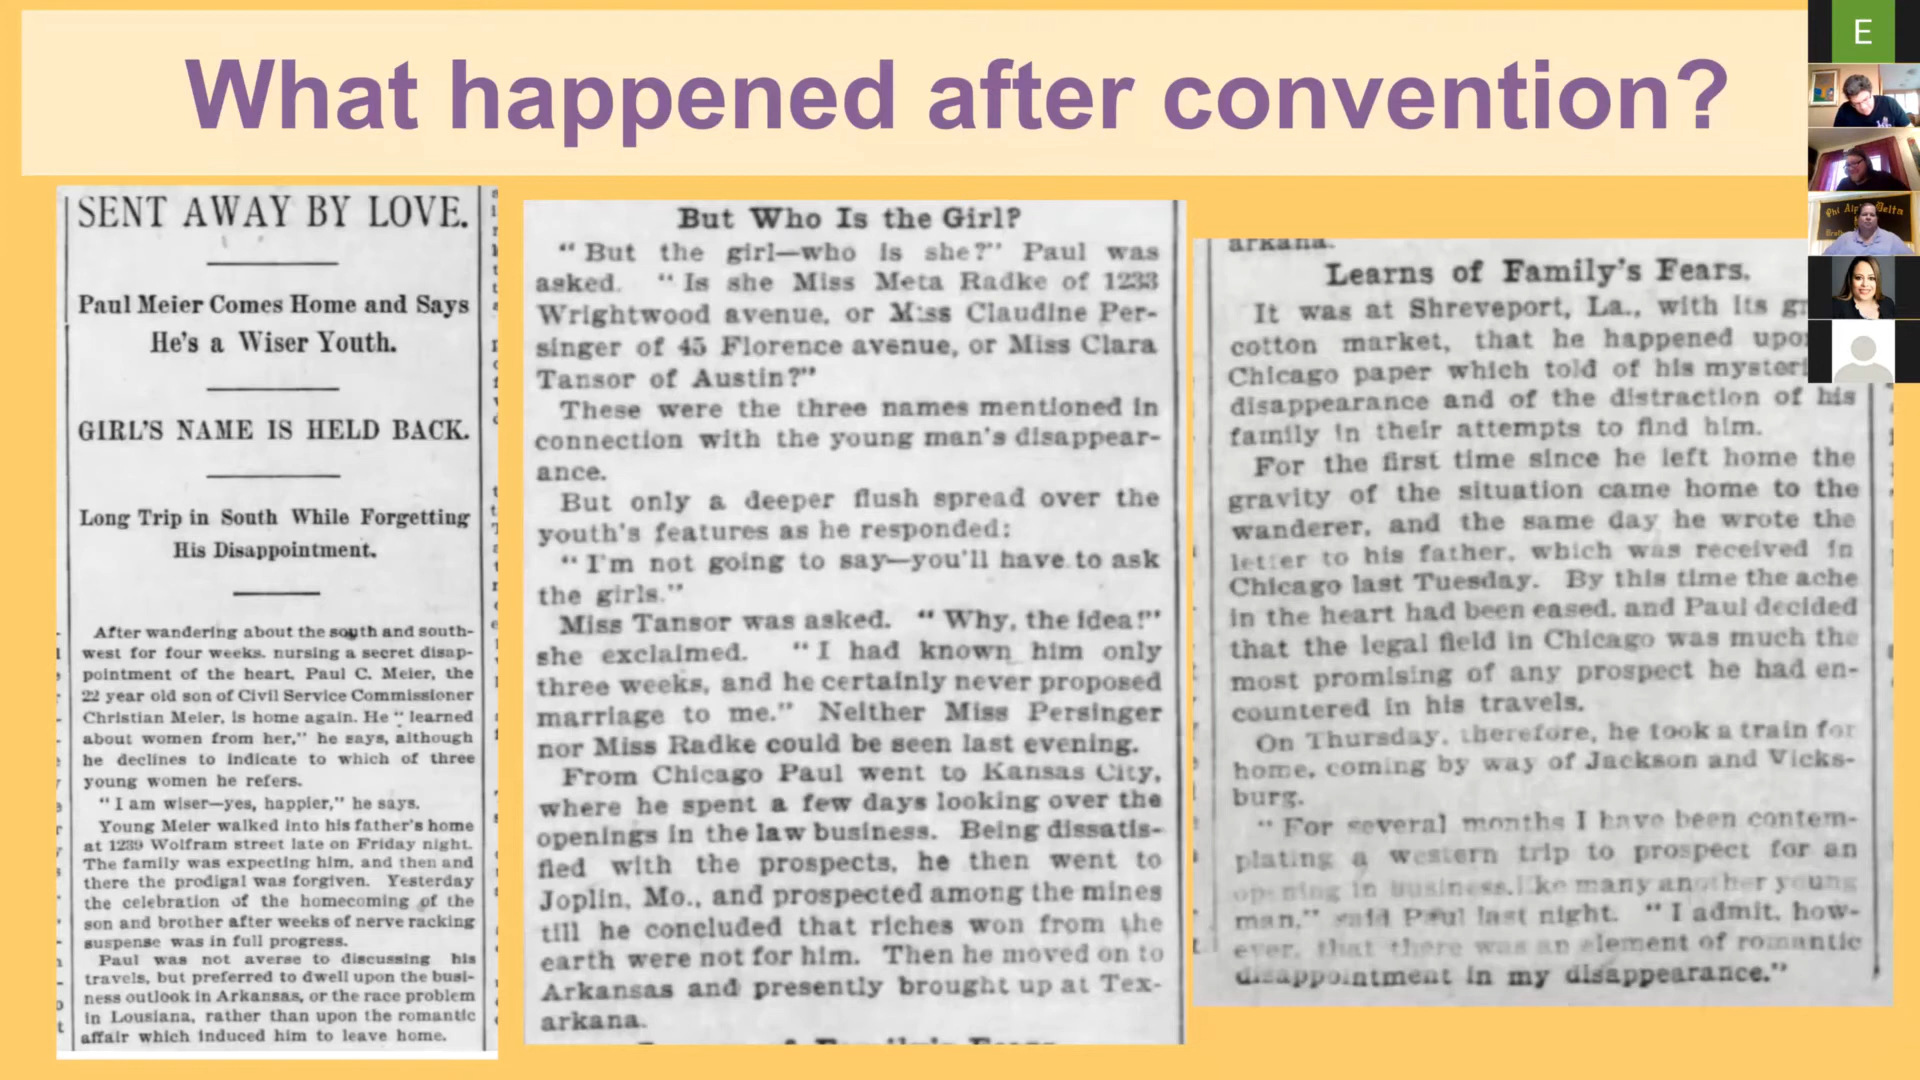 What happened after convention?
SENT AWAY BY LOVE.
Paul Meier Comes Home and Says
He's a Wiser Youth.
GIRL'S NAME IS HELD BACK.
Long Trip in South While Forgetting
His Disappointment.
After wandering about the south and south-
west for four weeks, nursing a secret disap-
pointment of the heart, Paul C. Meier, the
22 year old son of Civil Service Commissioner
Christian Meier, is home again. He "learned
about women from her," he says, although
he declines to indicate to which of three
young women he refers.
"I am wiser—yes, happier," he says.
Young Meier walked into his father's home
at 1239 Wolfram street late on Friday night.
The family was expecting him, and then and
there the prodigal was forgiven. Yesterday
the celebration of the homecoming of the
son and brother after weeks of nerve racking
suspense was in full progress.
Paul was not averse to discussing his
travels, but preferred to dwell upon the busi-
ness outlook in Arkansas, or the race problem
in Lousiana, rather than upon the romantic
affair which induced him to leave home.
But Who Is the Girl?
"But the girl—who is she?" Paul was
asked. "Is she Miss Meta Radke of 1233
Wrightwood avenue, or Miss Claudine Per-
singer of 45 Florence avenue, or Miss Clara
Tansor of Austin?"
These were the three names mentioned in
connection with the young man's disappear-
ance.
But only a deeper flush spread over the
youth's features as he responded:
"I'm not going to say—you'll have to ask
the girls."
Miss Tansor was asked. "Why, the idea!"
she exclaimed. "I had known him only
three weeks, and he certainly never proposed
marriage to me." Neither Miss Persinger
nor Miss Radke could be seen last evening.
From Chicago Paul went to Kansas City,
where he spent a few days looking over the
openings in the law business. Being dissatis-
fied with the prospects, he then went to
Joplin, Mo., and prospected among the mines
till he concluded that riches won from the
earth were not for him. Then he moved on to
Arkansas and presently brought up at Tex-
arkana.
arkana.
Learns of Family's Fears.
It was at Shreveport, La., with its gr
cotton market, that he happened upo
Chicago paper which told of his mysteri
disappearance and of the distraction of his
family in their attempts to find him.
For the first time since he left home the
gravity of the situation came home to the
wanderer, and the same day he wrote the
letter to his father, which was received in
Chicago last Tuesday. By this time the ache
in the heart had been eased, and Paul decided
that the legal field in Chicago was much the
most promising of any prospect he had en-
countered in his travels.
On Thursday, therefore, he took a train for
home, coming by way of Jackson and Vicks-
burg.
"For several months I have been contem-
plating a western trip to prospect for an
opening in business, like many another young
man," said Paul last night. "I admit, how-
ever, that there was an element of romantic
disappointment in my disappearance."
E
Phi Alp Delta